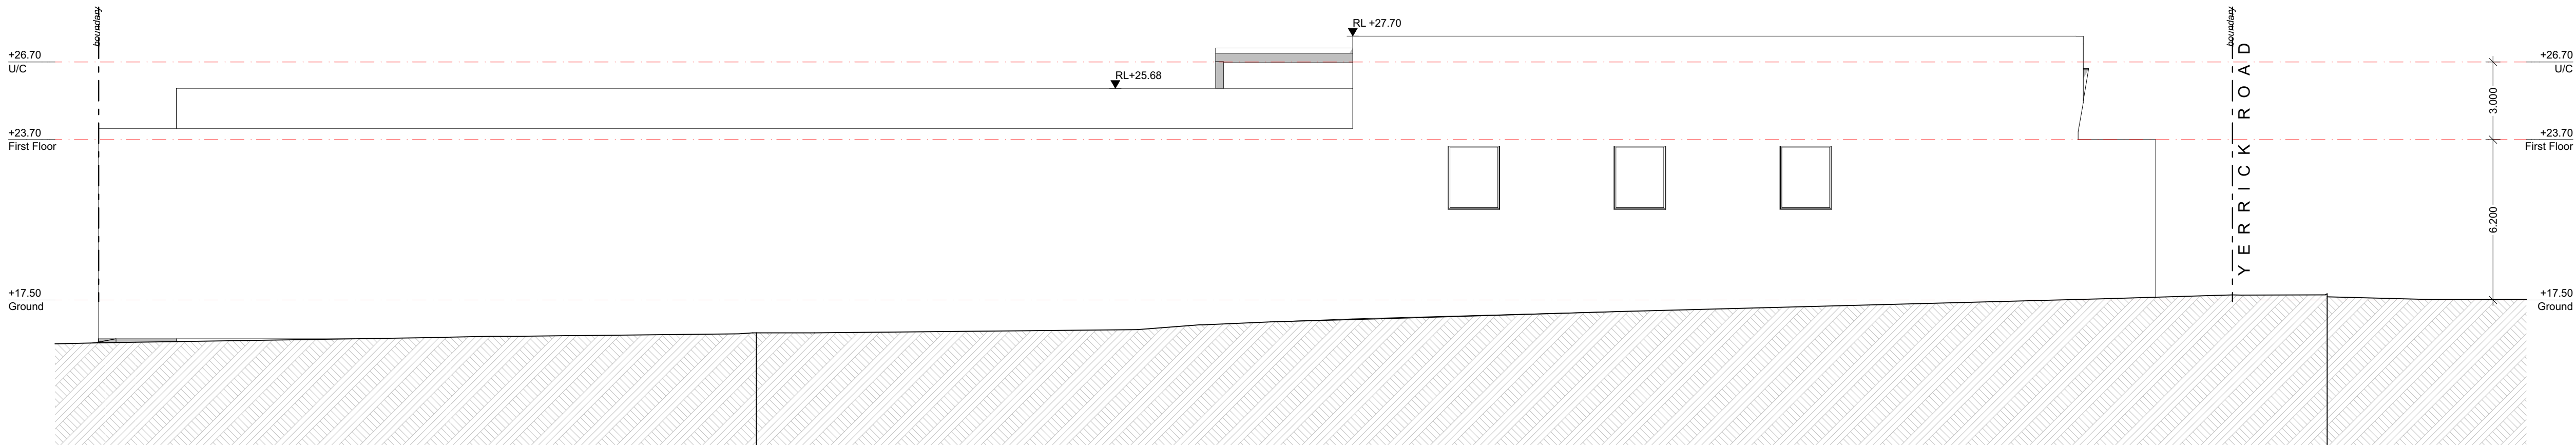 boundary
boundary
RL +27.70
+26.70
U/C
+26.70
U/C
RL+25.68
3.000
YERRICK ROAD
+23.70
First Floor
+23.70
First Floor
6.200
+17.50
Ground
+17.50
Ground